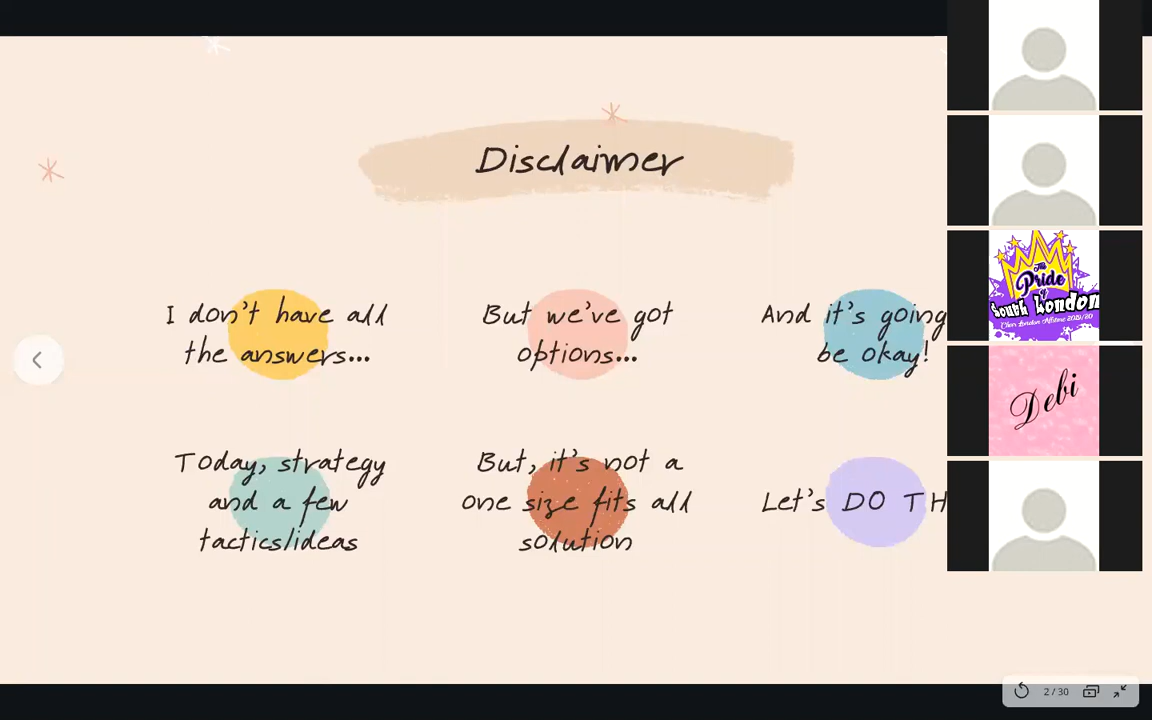 Disclaimer
I don't have all
the answers...
But we've got
options...
And it's going
be okay!
Today, strategy
and a few
tactics/ideas
But, it's not a
one size fits all
solution
Let's DO TH
The
Pride
of
South London
Debi
2 / 30